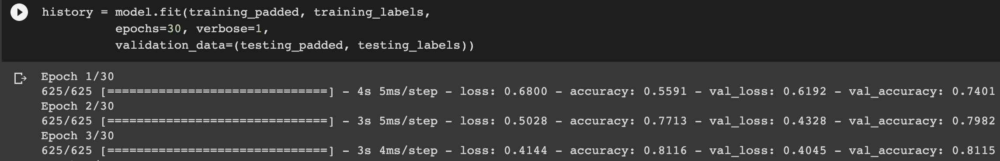 history = model.fit(training_padded, training_labels,
epochs=30, verbose=1,
validation_data=(testing_padded, testing_labels))
Epoch 1/30
625/625 [==============================] - 4s 5ms/step - loss: 0.6800 - accuracy: 0.5591 - val_loss: 0.6192 - val_accuracy: 0.7401
Epoch 2/30
625/625 [==============================] - 3s 5ms/step - loss: 0.5028 - accuracy: 0.7713 - val_loss: 0.4328 - val_accuracy: 0.7982
Epoch 3/30
625/625 [==============================] - 3s 4ms/step - loss: 0.4144 - accuracy: 0.8116 - val_loss: 0.4045 - val_accuracy: 0.8115